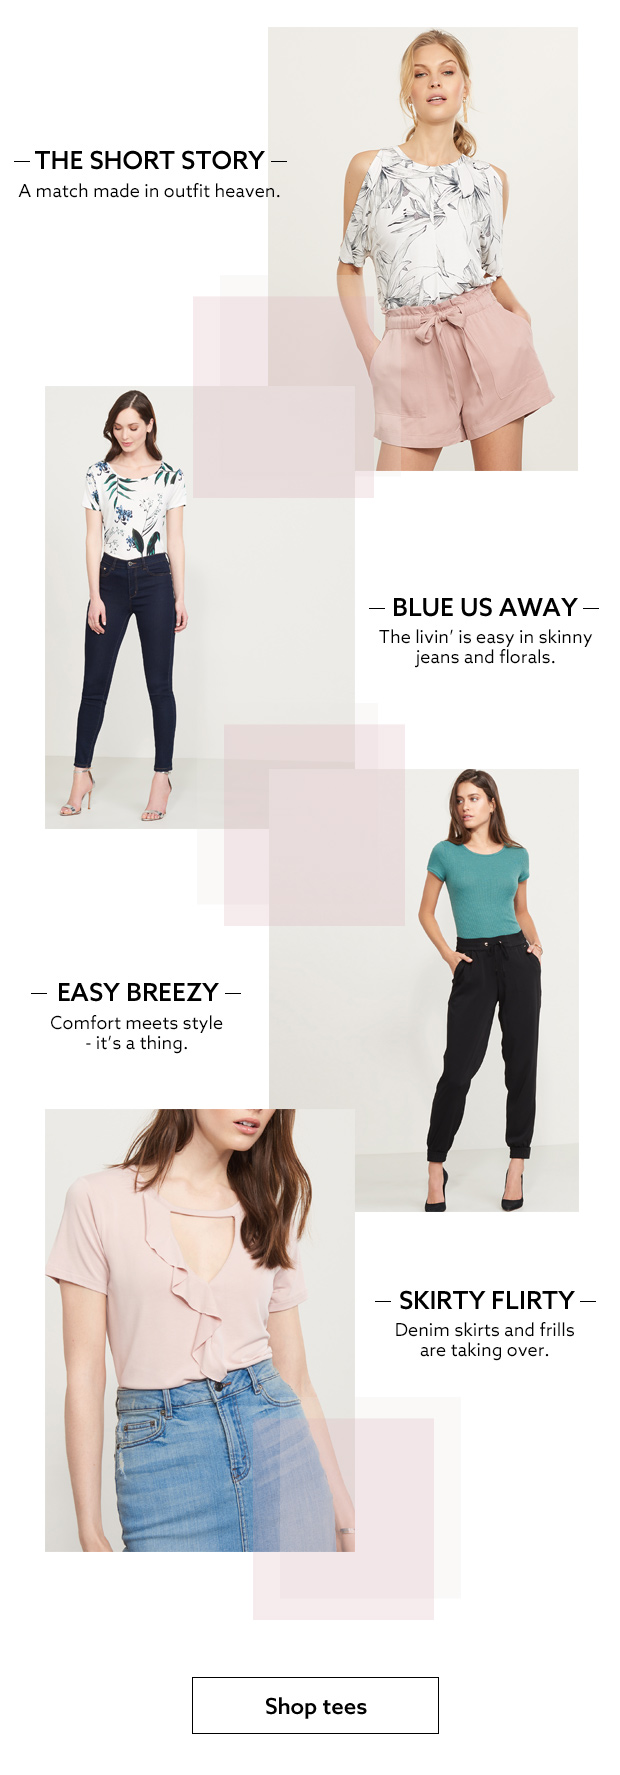 THE SHORT STORY
A match made in outfit heaven.
BLUE US AWAY
The livin' is easy in skinny
jeans and florals.
EASY BREEZY
Comfort meets style
- it's a thing.
SKIRTY FLIRTY
Denim skirts and frills
are taking over.
Shop tees